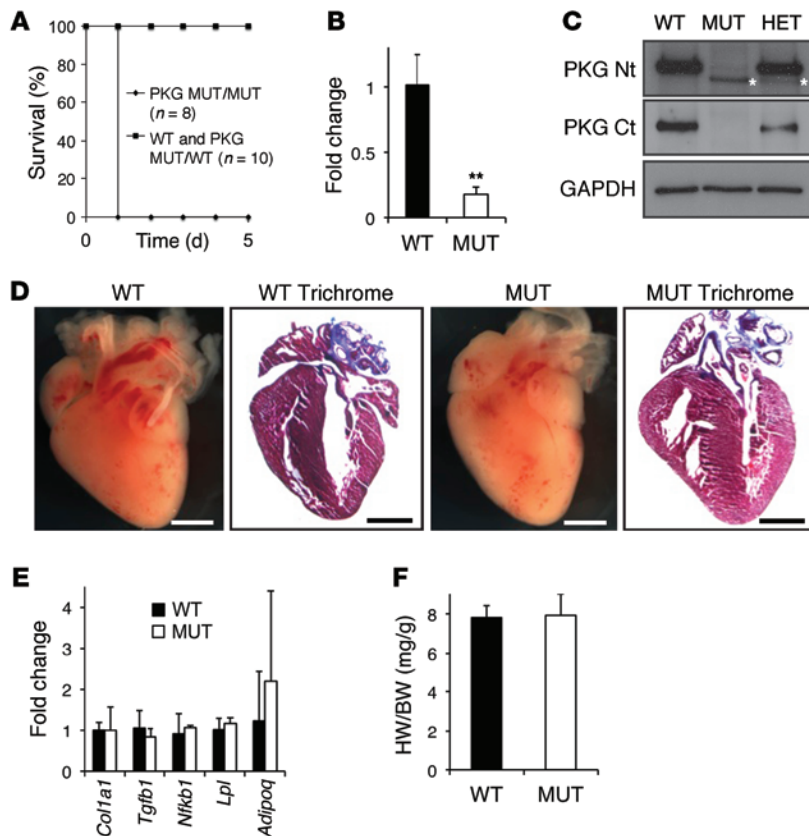 A
Survival (%)
100
80
60
40
20
0
PKG MUT/MUT
(n = 8)
WT and PKG
MUT/WT (n = 10)
0
Time (d)
5
B
Fold change
1
0.5
0
**
WT
MUT
C
WT MUT HET
PKG Nt
*
*
PKG Ct
GAPDH
D
WT
WT Trichrome
MUT
MUT Trichrome
E
Fold change
4
3
2
1
0
WT
MUT
Col1a1
Tgfb1
Nfkb1
Lpl
Adipoq
F
HW/BW (mg/g)
8
6
4
2
0
WT
MUT